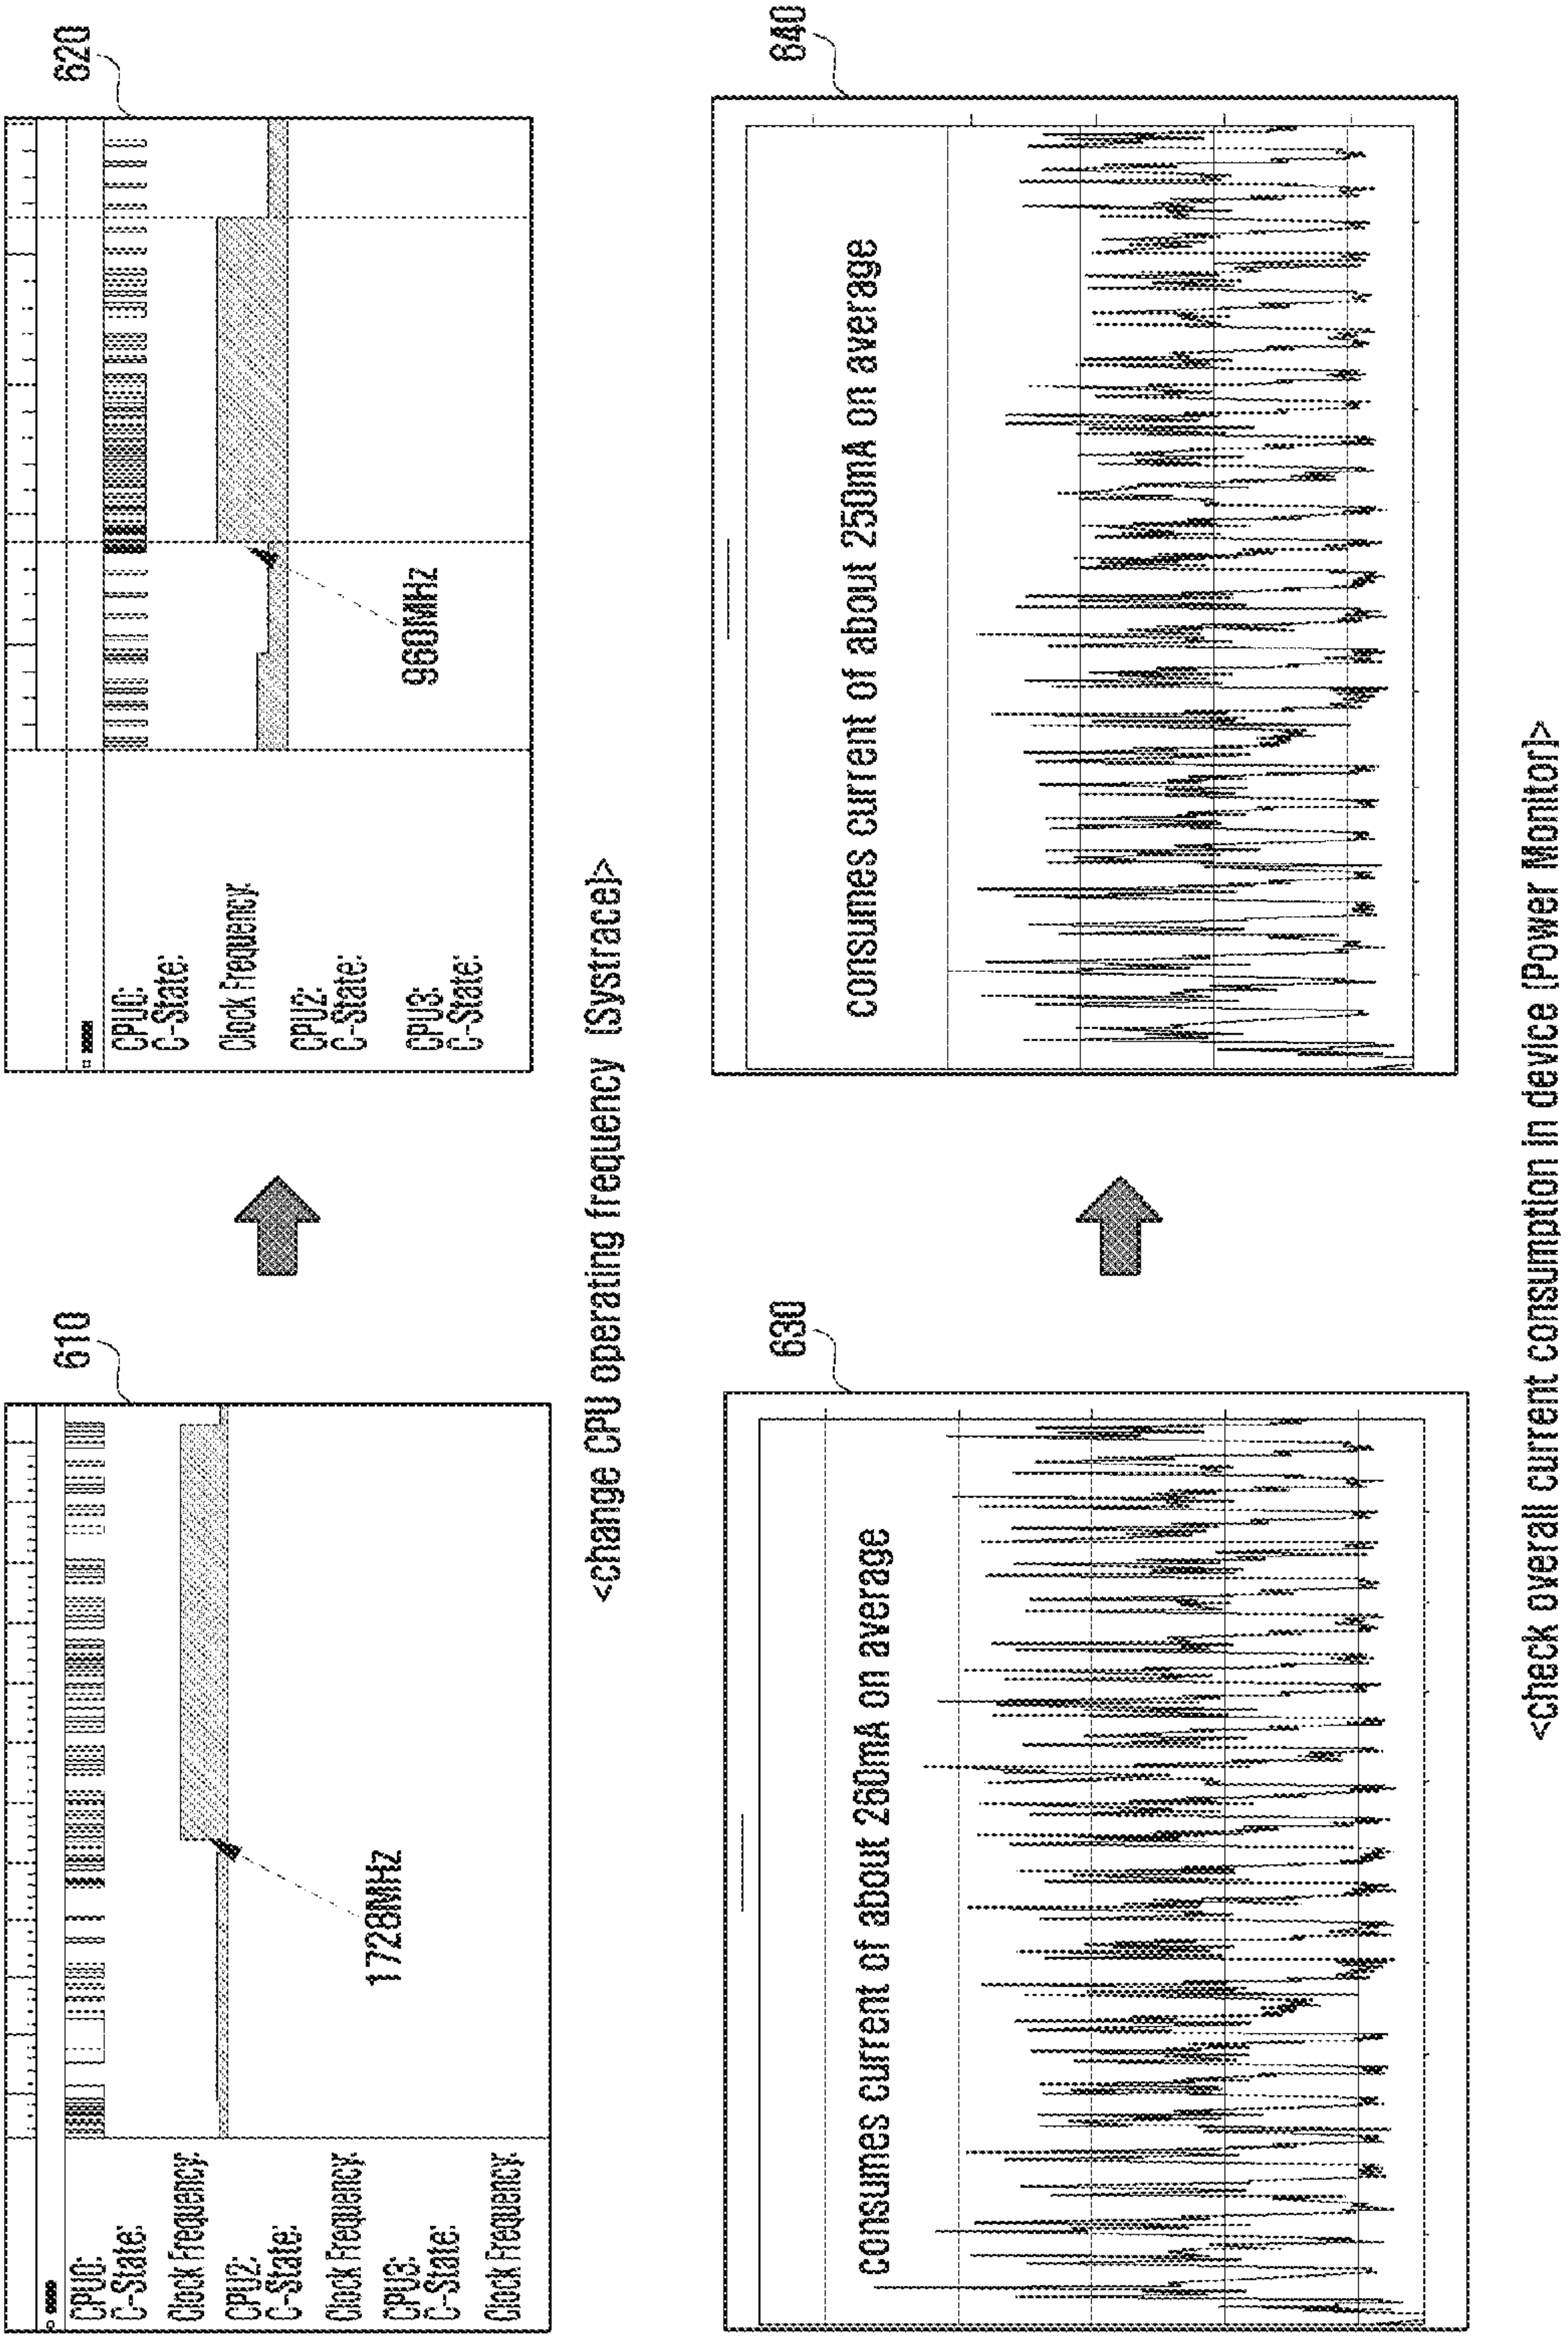 610
CPU0:
C-State:
Clock Frequency:
CPU2:
C-State:
Clock Frequency:
CPU3:
C-State:
Clock Frequency:
1728MHz
620
CPU0:
C-State:
Clock Frequency:
CPU2:
C-State:
CPU3:
C-State:
960MHz
<change CPU operating frequency (Systrace)>
630
consumes current of about 260mA on average
640
consumes current of about 250mA on average
<check overall current consumption in device (Power Monitor)>